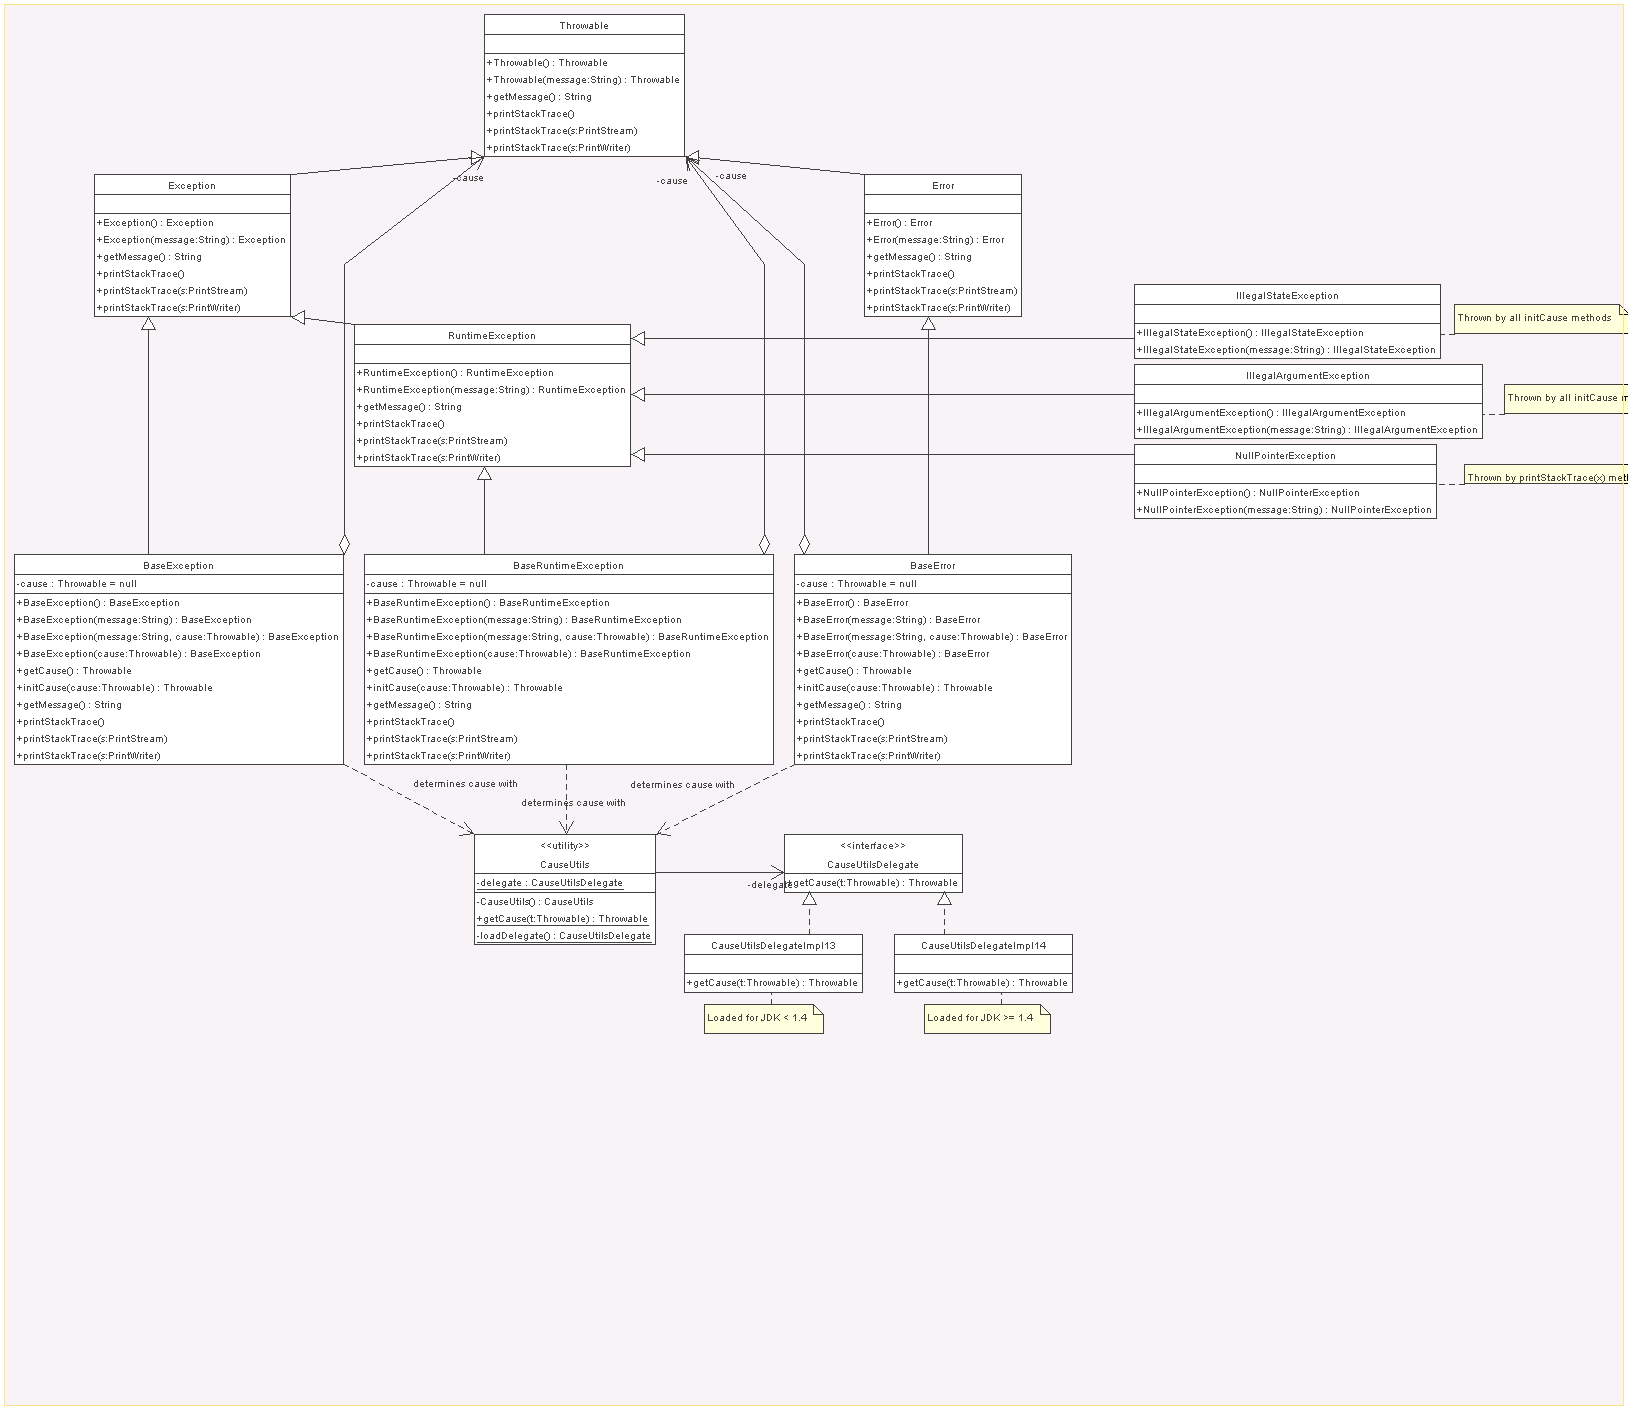 Throwable
+Throwable() : Throwable
+Throwable(message:String) : Throwable
+getMessage() : String
+printStackTrace()
+printStackTrace(s:PrintStream)
+printStackTrace(s:PrintWriter)
-cause
-cause
-cause
Exception
+Exception() : Exception
+Exception(message:String) : Exception
+getMessage() : String
+printStackTrace()
+printStackTrace(s:PrintStream)
+printStackTrace(s:PrintWriter)
Error
+Error() : Error
+Error(message:String) : Error
+getMessage() : String
+printStackTrace()
+printStackTrace(s:PrintStream)
+printStackTrace(s:PrintWriter)
RuntimeException
+RuntimeException() : RuntimeException
+RuntimeException(message:String) : RuntimeException
+getMessage() : String
+printStackTrace()
+printStackTrace(s:PrintStream)
+printStackTrace(s:PrintWriter)
IllegalStateException
+IllegalStateException() : IllegalStateException
+IllegalStateException(message:String) : IllegalStateException
Thrown by all initCause methods
IllegalArgumentException
+IllegalArgumentException() : IllegalArgumentException
+IllegalArgumentException(message:String) : IllegalArgumentException
Thrown by all initCause
NullPointerException
+NullPointerException() : NullPointerException
+NullPointerException(message:String) : NullPointerException
Thrown by printStackTrace(x)
BaseException
-cause : Throwable = null
+BaseException() : BaseException
+BaseException(message:String) : BaseException
+BaseException(message:String, cause:Throwable) : BaseException
+BaseException(cause:Throwable) : BaseException
+getCause() : Throwable
+initCause(cause:Throwable) : Throwable
+getMessage() : String
+printStackTrace()
+printStackTrace(s:PrintStream)
+printStackTrace(s:PrintWriter)
BaseRuntimeException
-cause : Throwable = null
+BaseRuntimeException() : BaseRuntimeException
+BaseRuntimeException(message:String) : BaseRuntimeException
+BaseRuntimeException(message:String, cause:Throwable) : BaseRuntimeException
+BaseRuntimeException(cause:Throwable) : BaseRuntimeException
+getCause() : Throwable
+initCause(cause:Throwable) : Throwable
+getMessage() : String
+printStackTrace()
+printStackTrace(s:PrintStream)
+printStackTrace(s:PrintWriter)
BaseError
-cause : Throwable = null
+BaseError() : BaseError
+BaseError(message:String) : BaseError
+BaseError(message:String, cause:Throwable) : BaseError
+BaseError(cause:Throwable) : BaseError
+getCause() : Throwable
+initCause(cause:Throwable) : Throwable
+getMessage() : String
+printStackTrace()
+printStackTrace(s:PrintStream)
+printStackTrace(s:PrintWriter)
determines cause with
determines cause with
determines cause with
<<utility>>
CauseUtils
-delegate : CauseUtilsDelegate
-CauseUtils() : CauseUtils
+getCause(t:Throwable) : Throwable
-loadDelegate() : CauseUtilsDelegate
-delegate
<<interface>>
CauseUtilsDelegate
+getCause(t:Throwable) : Throwable
CauseUtilsDelegateImpl13
+getCause(t:Throwable) : Throwable
Loaded for JDK < 1.4
CauseUtilsDelegateImpl14
+getCause(t:Throwable) : Throwable
Loaded for JDK >= 1.4